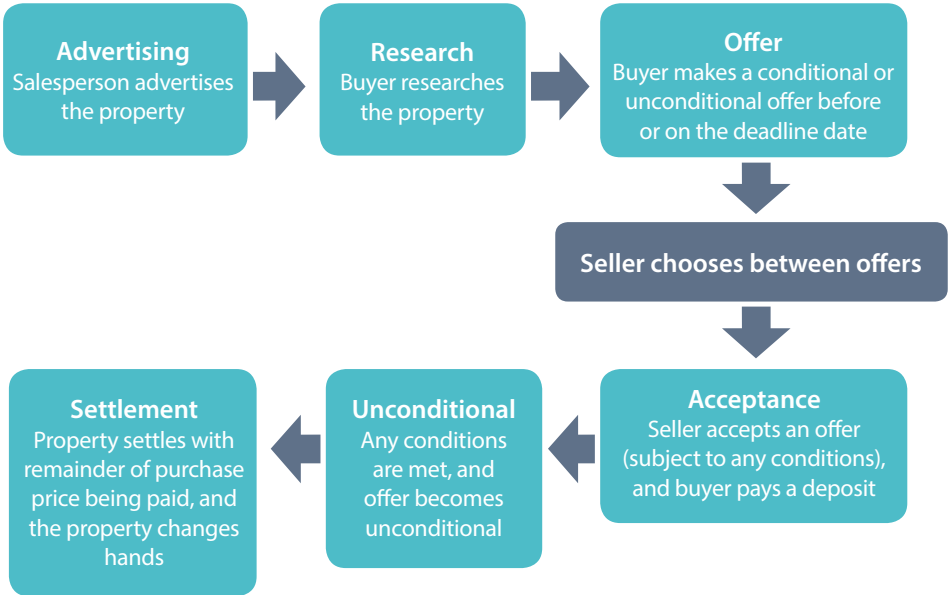 Advertising
Salesperson advertises
the property
Research
Buyer researches
the property
Offer
Buyer makes a conditional or
unconditional offer before
or on the deadline date
Seller chooses between offers
Acceptance
Seller accepts an offer
(subject to any conditions),
and buyer pays a deposit
Unconditional
Any conditions
are met, and
offer becomes
unconditional
Settlement
Property settles with
remainder of purchase
price being paid, and
the property changes
hands